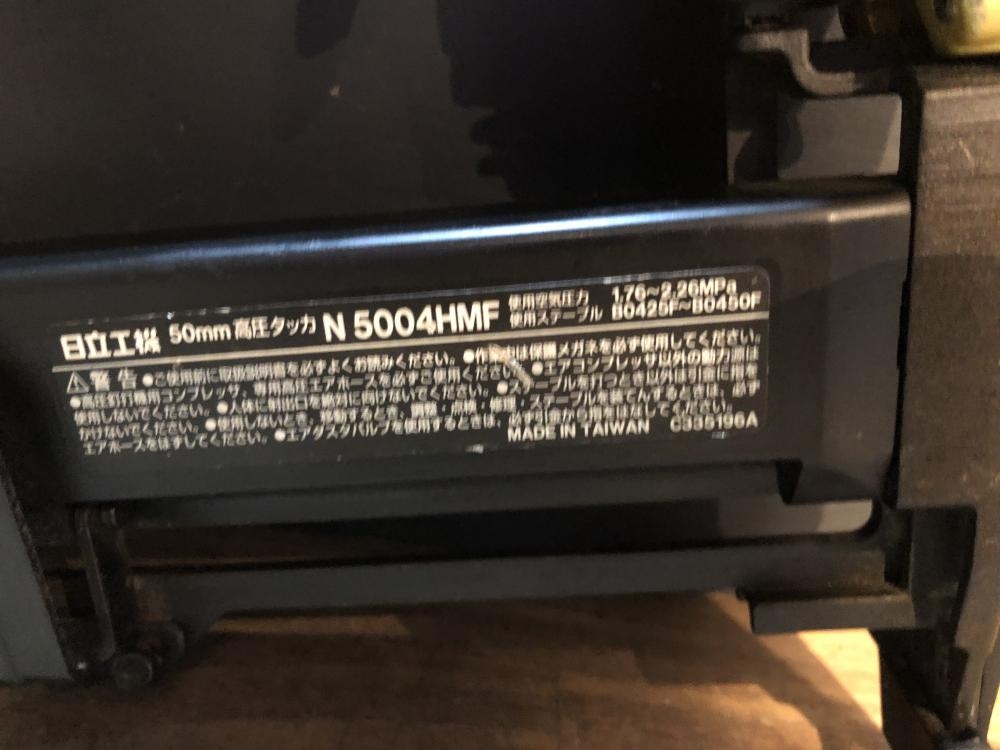 日立工機 50mm 高圧タッカ N 5004HMF 使用空気圧力 1.76~2.26MPa
使用ステープル B0425F~B0450F
⚠警告 ●ご使用前に取扱説明書を必ずよくお読みください。●作 は保護メガネを必ず使用してください。
●高圧釘打機専用コンプレッサ、専用高圧エアホースを必ずご使用ください。●エアコンプレッサ以外の動力源は
使用しないでください。●人体に射出口を絶対に向けないでください。●ステープルを打つとき以外は引金に指を
かけないでください。●使用しないとき、移動するとき、調整・点検・ ・ステープルを するときは、必ず
エアホースをはずしてください。●エアダスタバルブを使用するときは、必ず引金から指をはなしてください。
MADE IN TAIWAN C335196A